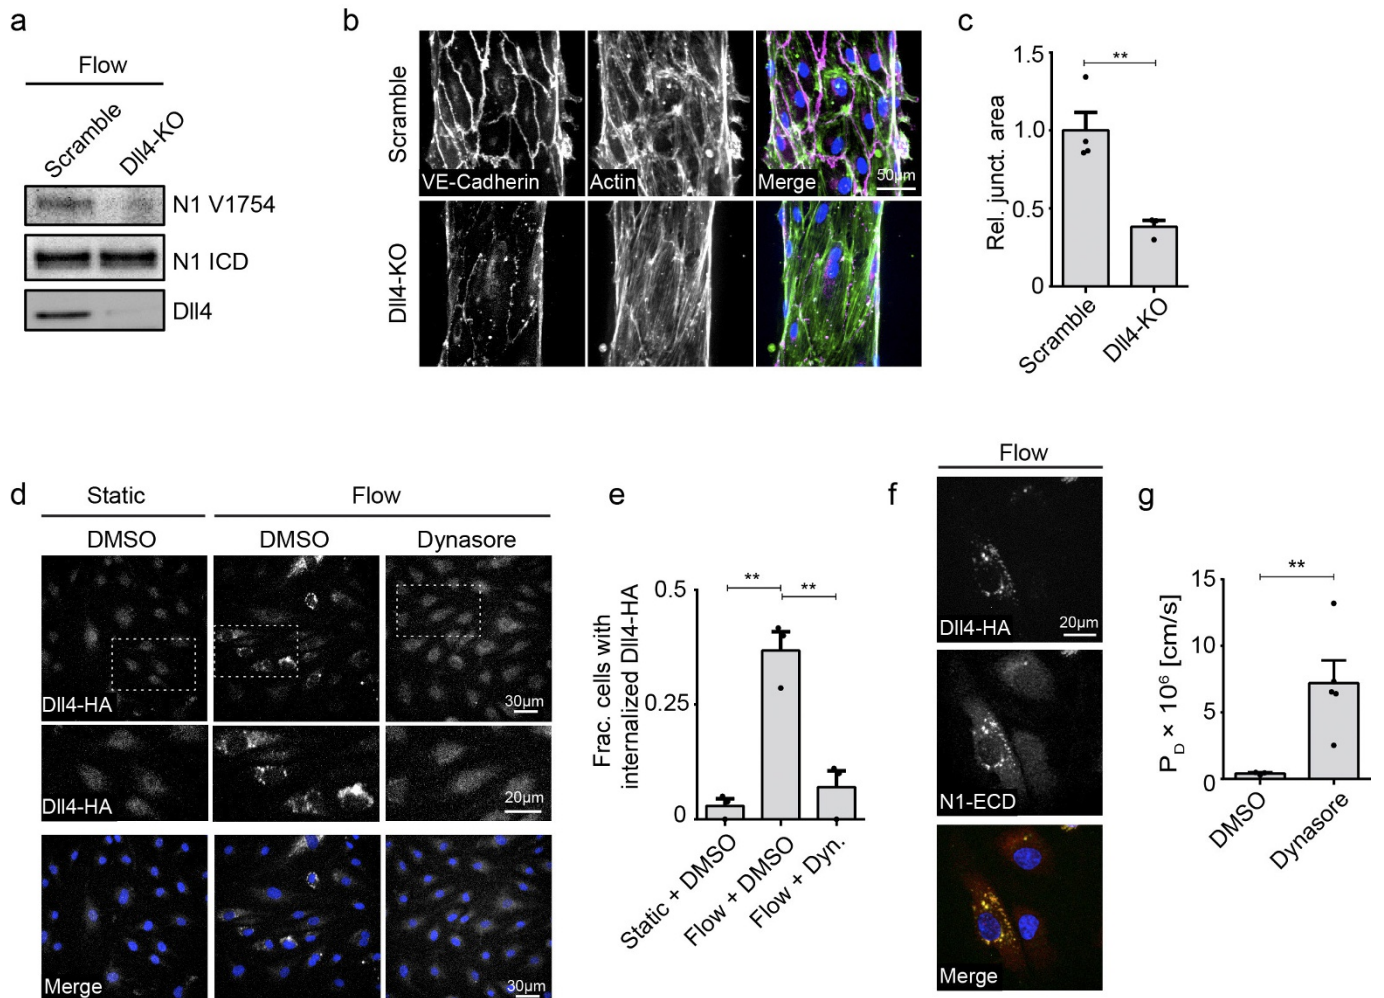 a
Flow
Scramble
Dll4-KO
N1 V1754
N1 ICD
Dll4
b
Scramble
VE-Cadherin
Actin
Merge
50µm
Dll4-KO
c
Rel. junct. area
1.5
1.0
0.5
0
**
Scramble
Dll4-KO
d
Static
Flow
DMSO
DMSO
Dynasore
Dll4-HA
30µm
Dll4-HA
20µm
Merge
30µm
e
Frac. cells with
internalized Dll4-HA
0.5
0.25
0
**
**
Static + DMSO
Flow + DMSO
Flow + Dyn.
f
Flow
Dll4-HA
20µm
N1-ECD
Merge
g
P_D × 10⁶ [cm/s]
15
10
5
0
**
DMSO
Dynasore